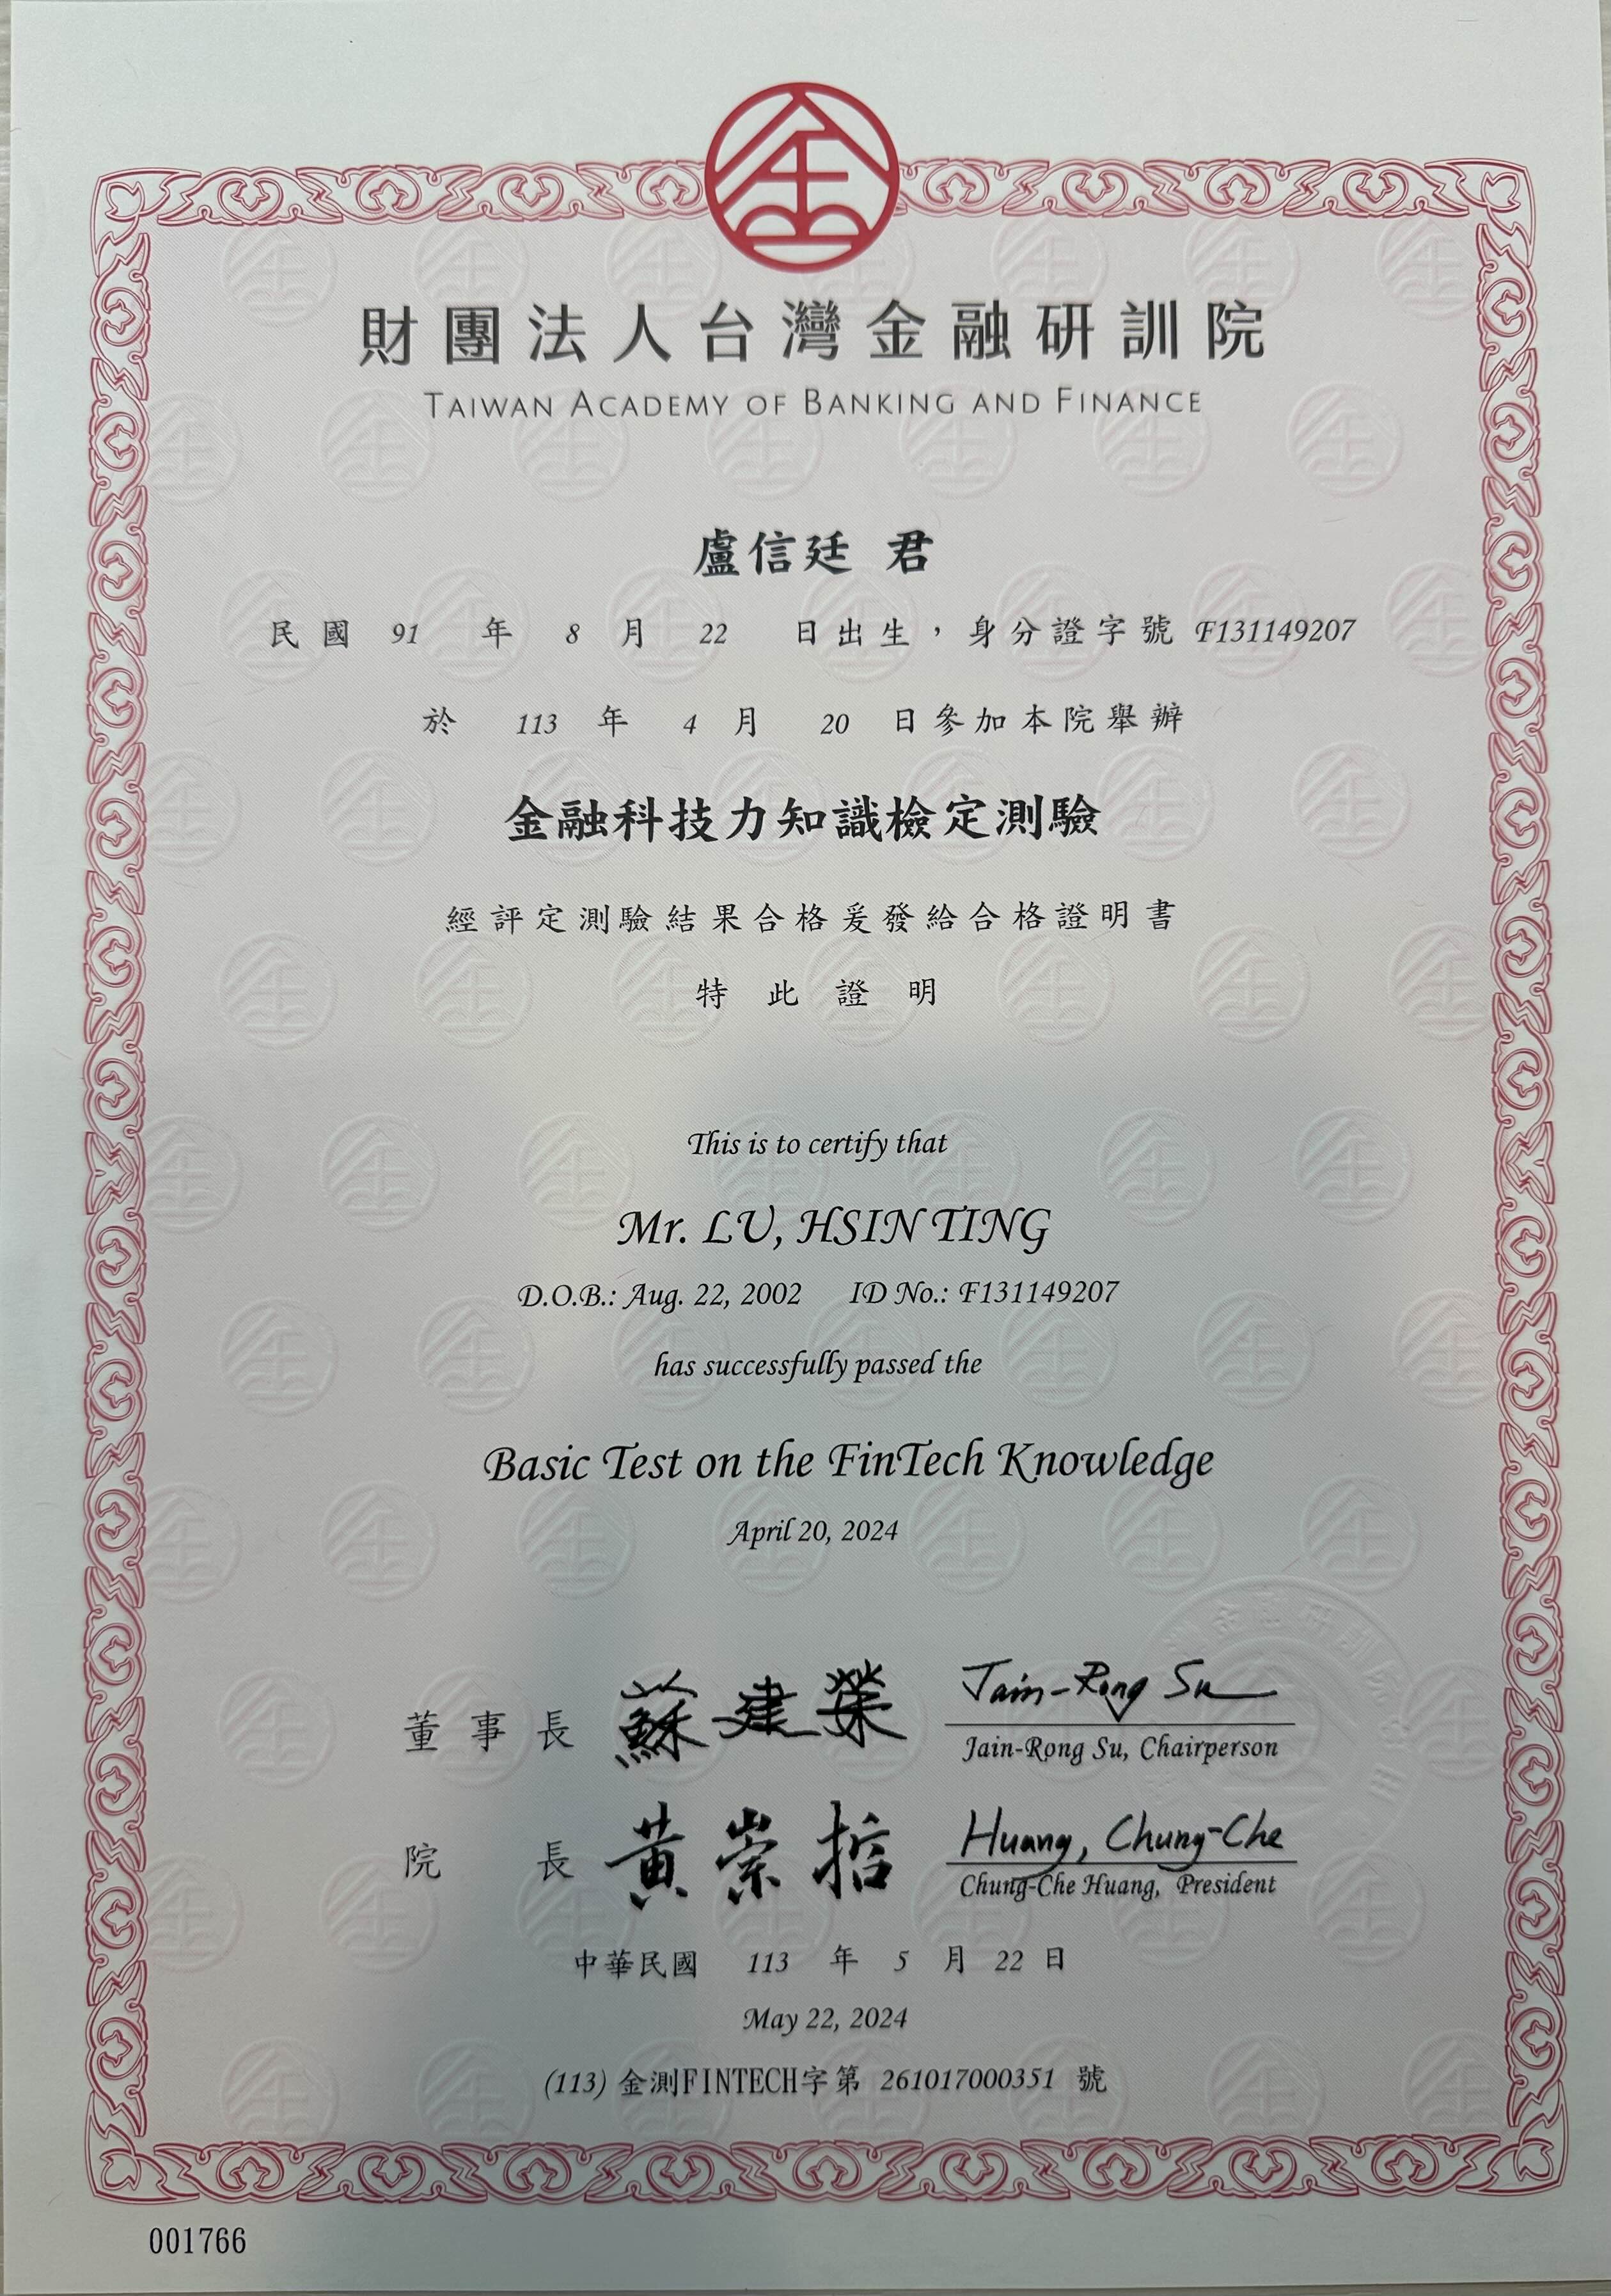 財團法人台灣金融研訓院
TAIWAN ACADEMY OF BANKING AND FINANCE
盧信廷 君
民國 91 年 8 月 22 日出生，身分證字號 F131149207
於 113 年 4 月 20 日參加本院舉辦
金融科技力知識檢定測驗
經評定測驗結果合格爰發給合格證明書
特此證明
This is to certify that
Mr. LU, HSIN TING
D.O.B.: Aug. 22, 2002 ID No.: F131149207
has successfully passed the
Basic Test on the FinTech Knowledge
April 20, 2024
董事長 蘇建榮 Jain-Rong Su
Jain-Rong Su, Chairperson
院長 黃崇哲 Huang, Chung-Che
Chung-Che Huang, President
中華民國 113 年 5 月 22 日
May 22, 2024
(113) 金測FINTECH字第 261017000351 號
001766